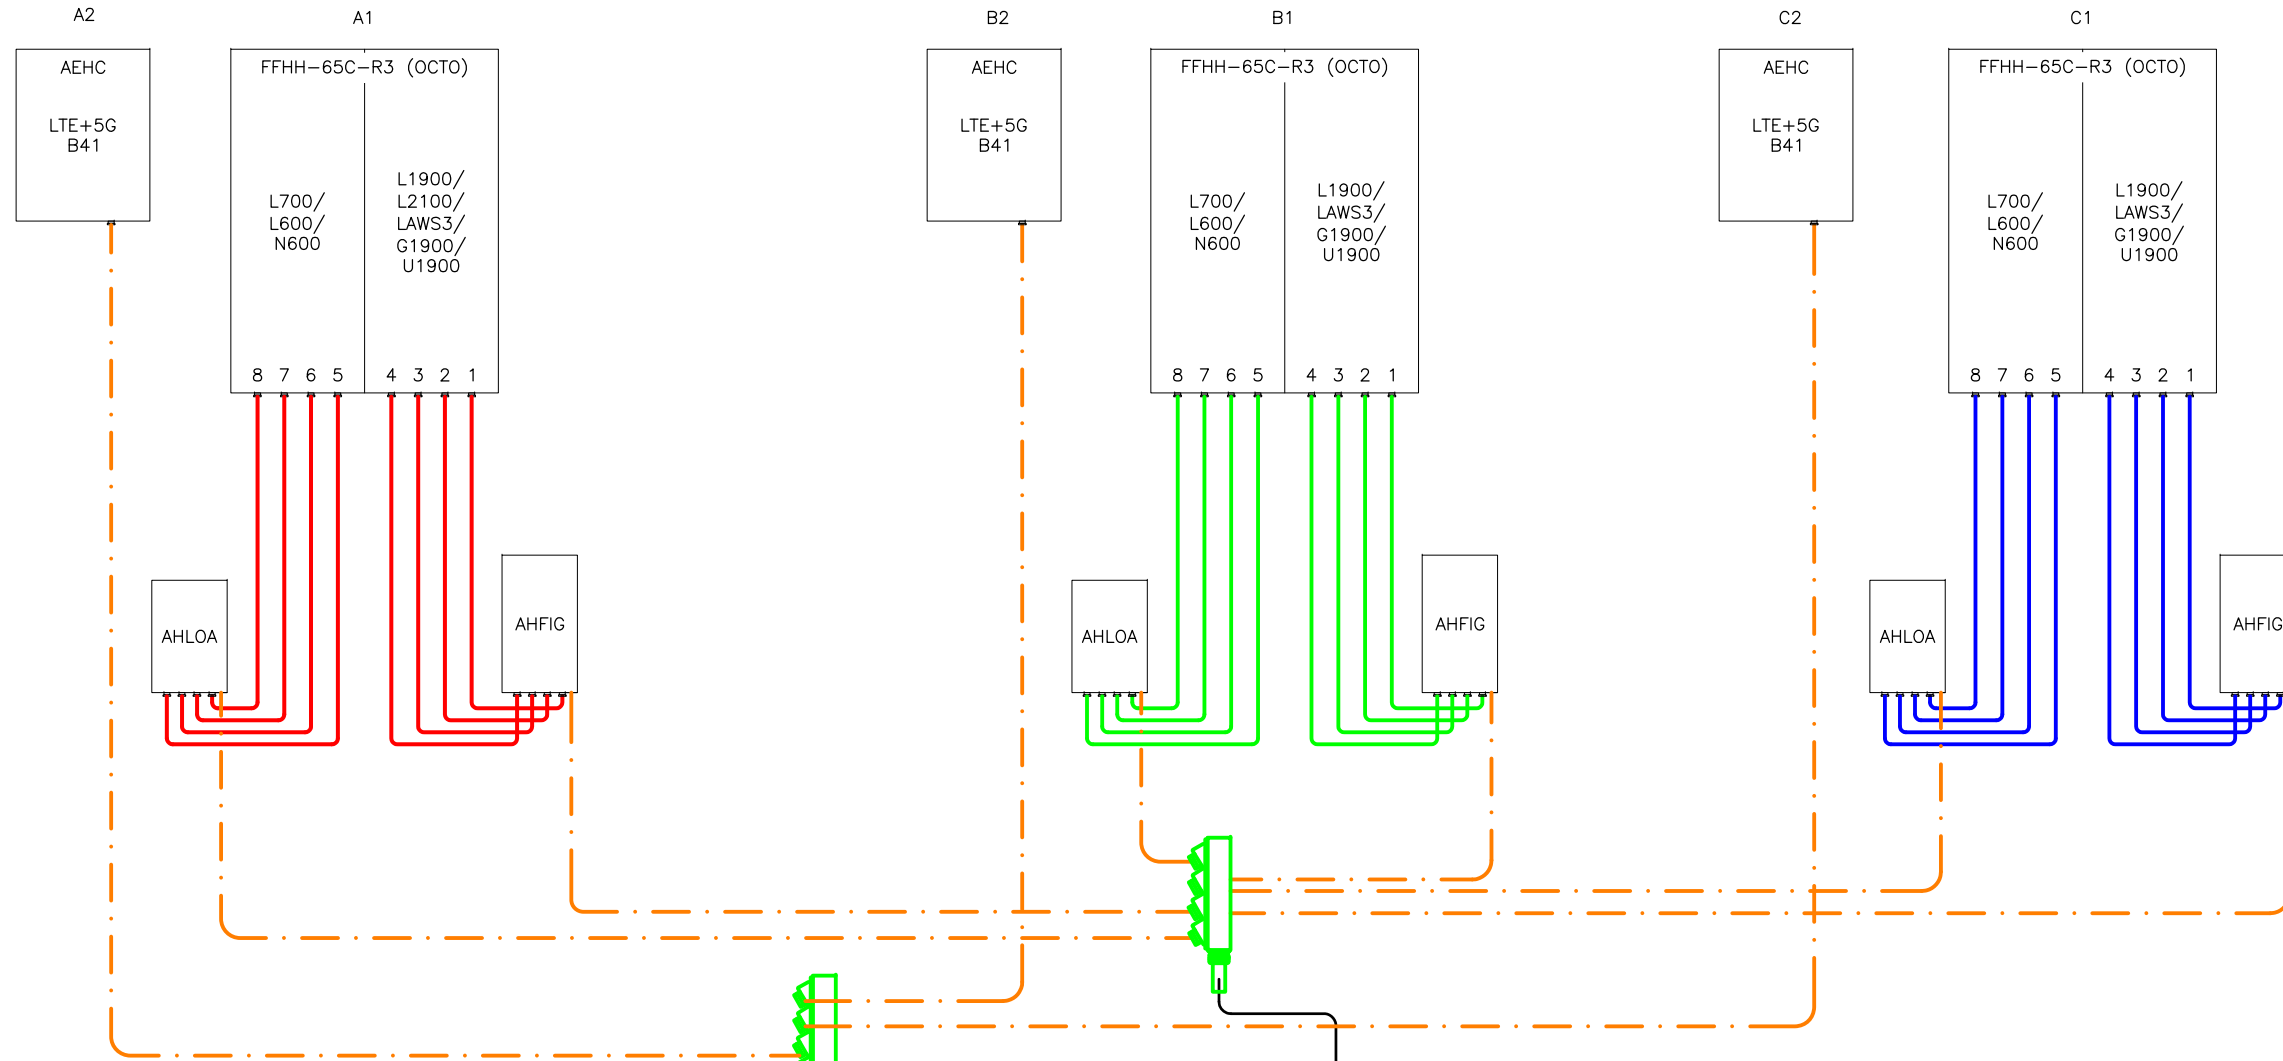 A2
A1
B2
B1
C2
C1
AEHC
LTE+5G
B41
FFHH-65C-R3 (OCTO)
L700/
L600/
N600
L1900/
L2100/
LAWS3/
G1900/
U1900
8 7 6 5 4 3 2 1
AHLOA
AHFIG
AEHC
LTE+5G
B41
FFHH-65C-R3 (OCTO)
L700/
L600/
N600
L1900/
LAWS3/
G1900/
U1900
8 7 6 5 4 3 2 1
AHLOA
AHFIG
AEHC
LTE+5G
B41
FFHH-65C-R3 (OCTO)
L700/
L600/
N600
L1900/
LAWS3/
G1900/
U1900
8 7 6 5 4 3 2 1
AHLOA
AHFIG